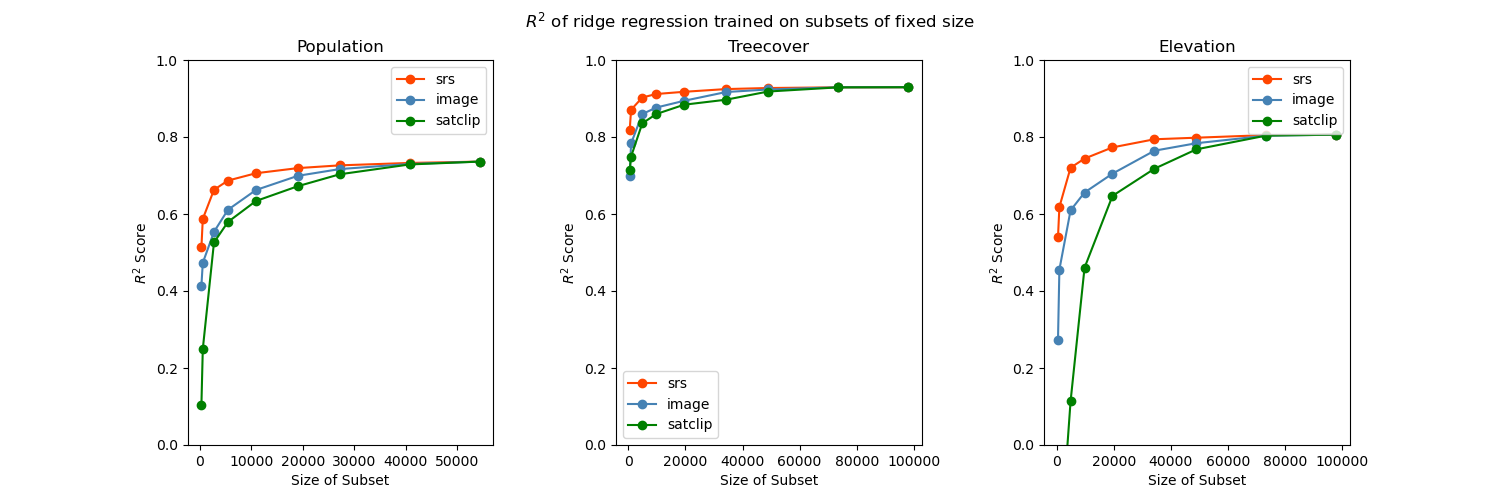 R² of ridge regression trained on subsets of fixed size
Population
1.0
0.8
0.6
0.4
0.2
0.0
R² Score
0 10000 20000 30000 40000 50000
Size of Subset
srs
image
satclip
Treecover
1.0
0.8
0.6
0.4
0.2
0.0
R² Score
0 20000 40000 60000 80000 100000
Size of Subset
srs
image
satclip
Elevation
1.0
0.8
0.6
0.4
0.2
0.0
R² Score
0 20000 40000 60000 80000 100000
Size of Subset
srs
image
satclip